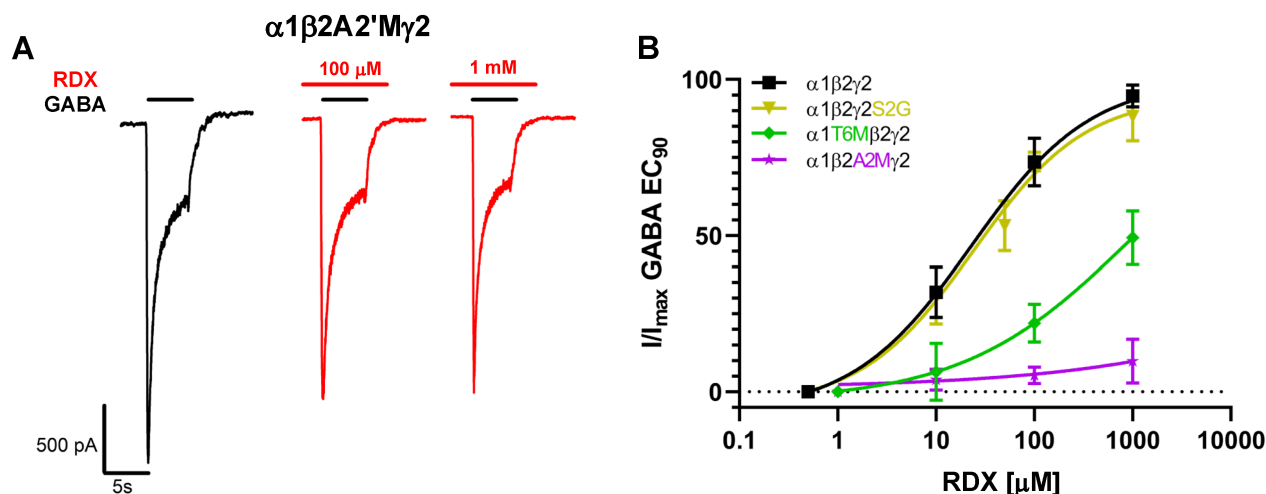 A
α1β2A2'Mγ2
RDX
GABA
100 μM
1 mM
500 pA
5s
B
I/Imax GABA EC90
100
50
0
α1β2γ2
α1β2γ2S2G
α1T6Mβ2γ2
α1β2A2Mγ2
0.1
1
10
100
1000
10000
RDX [μM]